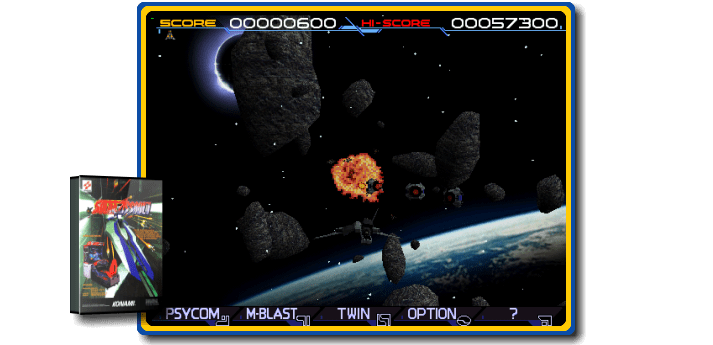 SCORE 00000600 HI-SCORE 00057300
KONAMI
PSYCOM M-BLAST TWIN OPTION ?